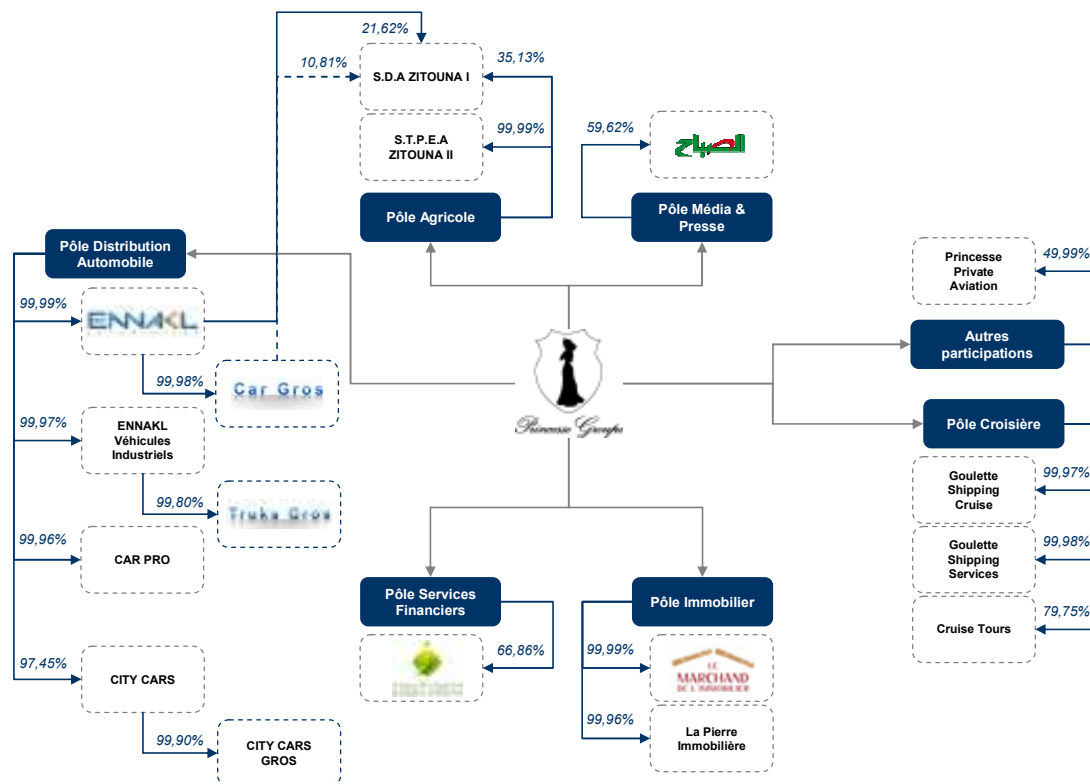 21,62%
10,81%
S.D.A ZITOUNA I
35,13%
S.T.P.E.A
ZITOUNA II
99,99%
59,62%
الصباح
Pôle Agricole
Pôle Média &
Presse
Pôle Distribution
Automobile
99,99%
ENNAKL
99,98%
Car Gros
99,97%
ENNAKL
Véhicules
Industriels
99,80%
Truks Gros
99,96%
CAR PRO
97,45%
CITY CARS
99,90%
CITY CARS
GROS
Princesse Groupe
Princesse
Private
Aviation
49,99%
Autres
participations
Pôle Croisière
Goulette
Shipping
Cruise
99,97%
Goulette
Shipping
Services
99,98%
Cruise Tours
79,75%
Pôle Services
Financiers
66,86%
Pôle Immobilier
99,99%
LE
MARCHAND
DE L'IMMOBILIER
99,96%
La Pierre
Immobilière